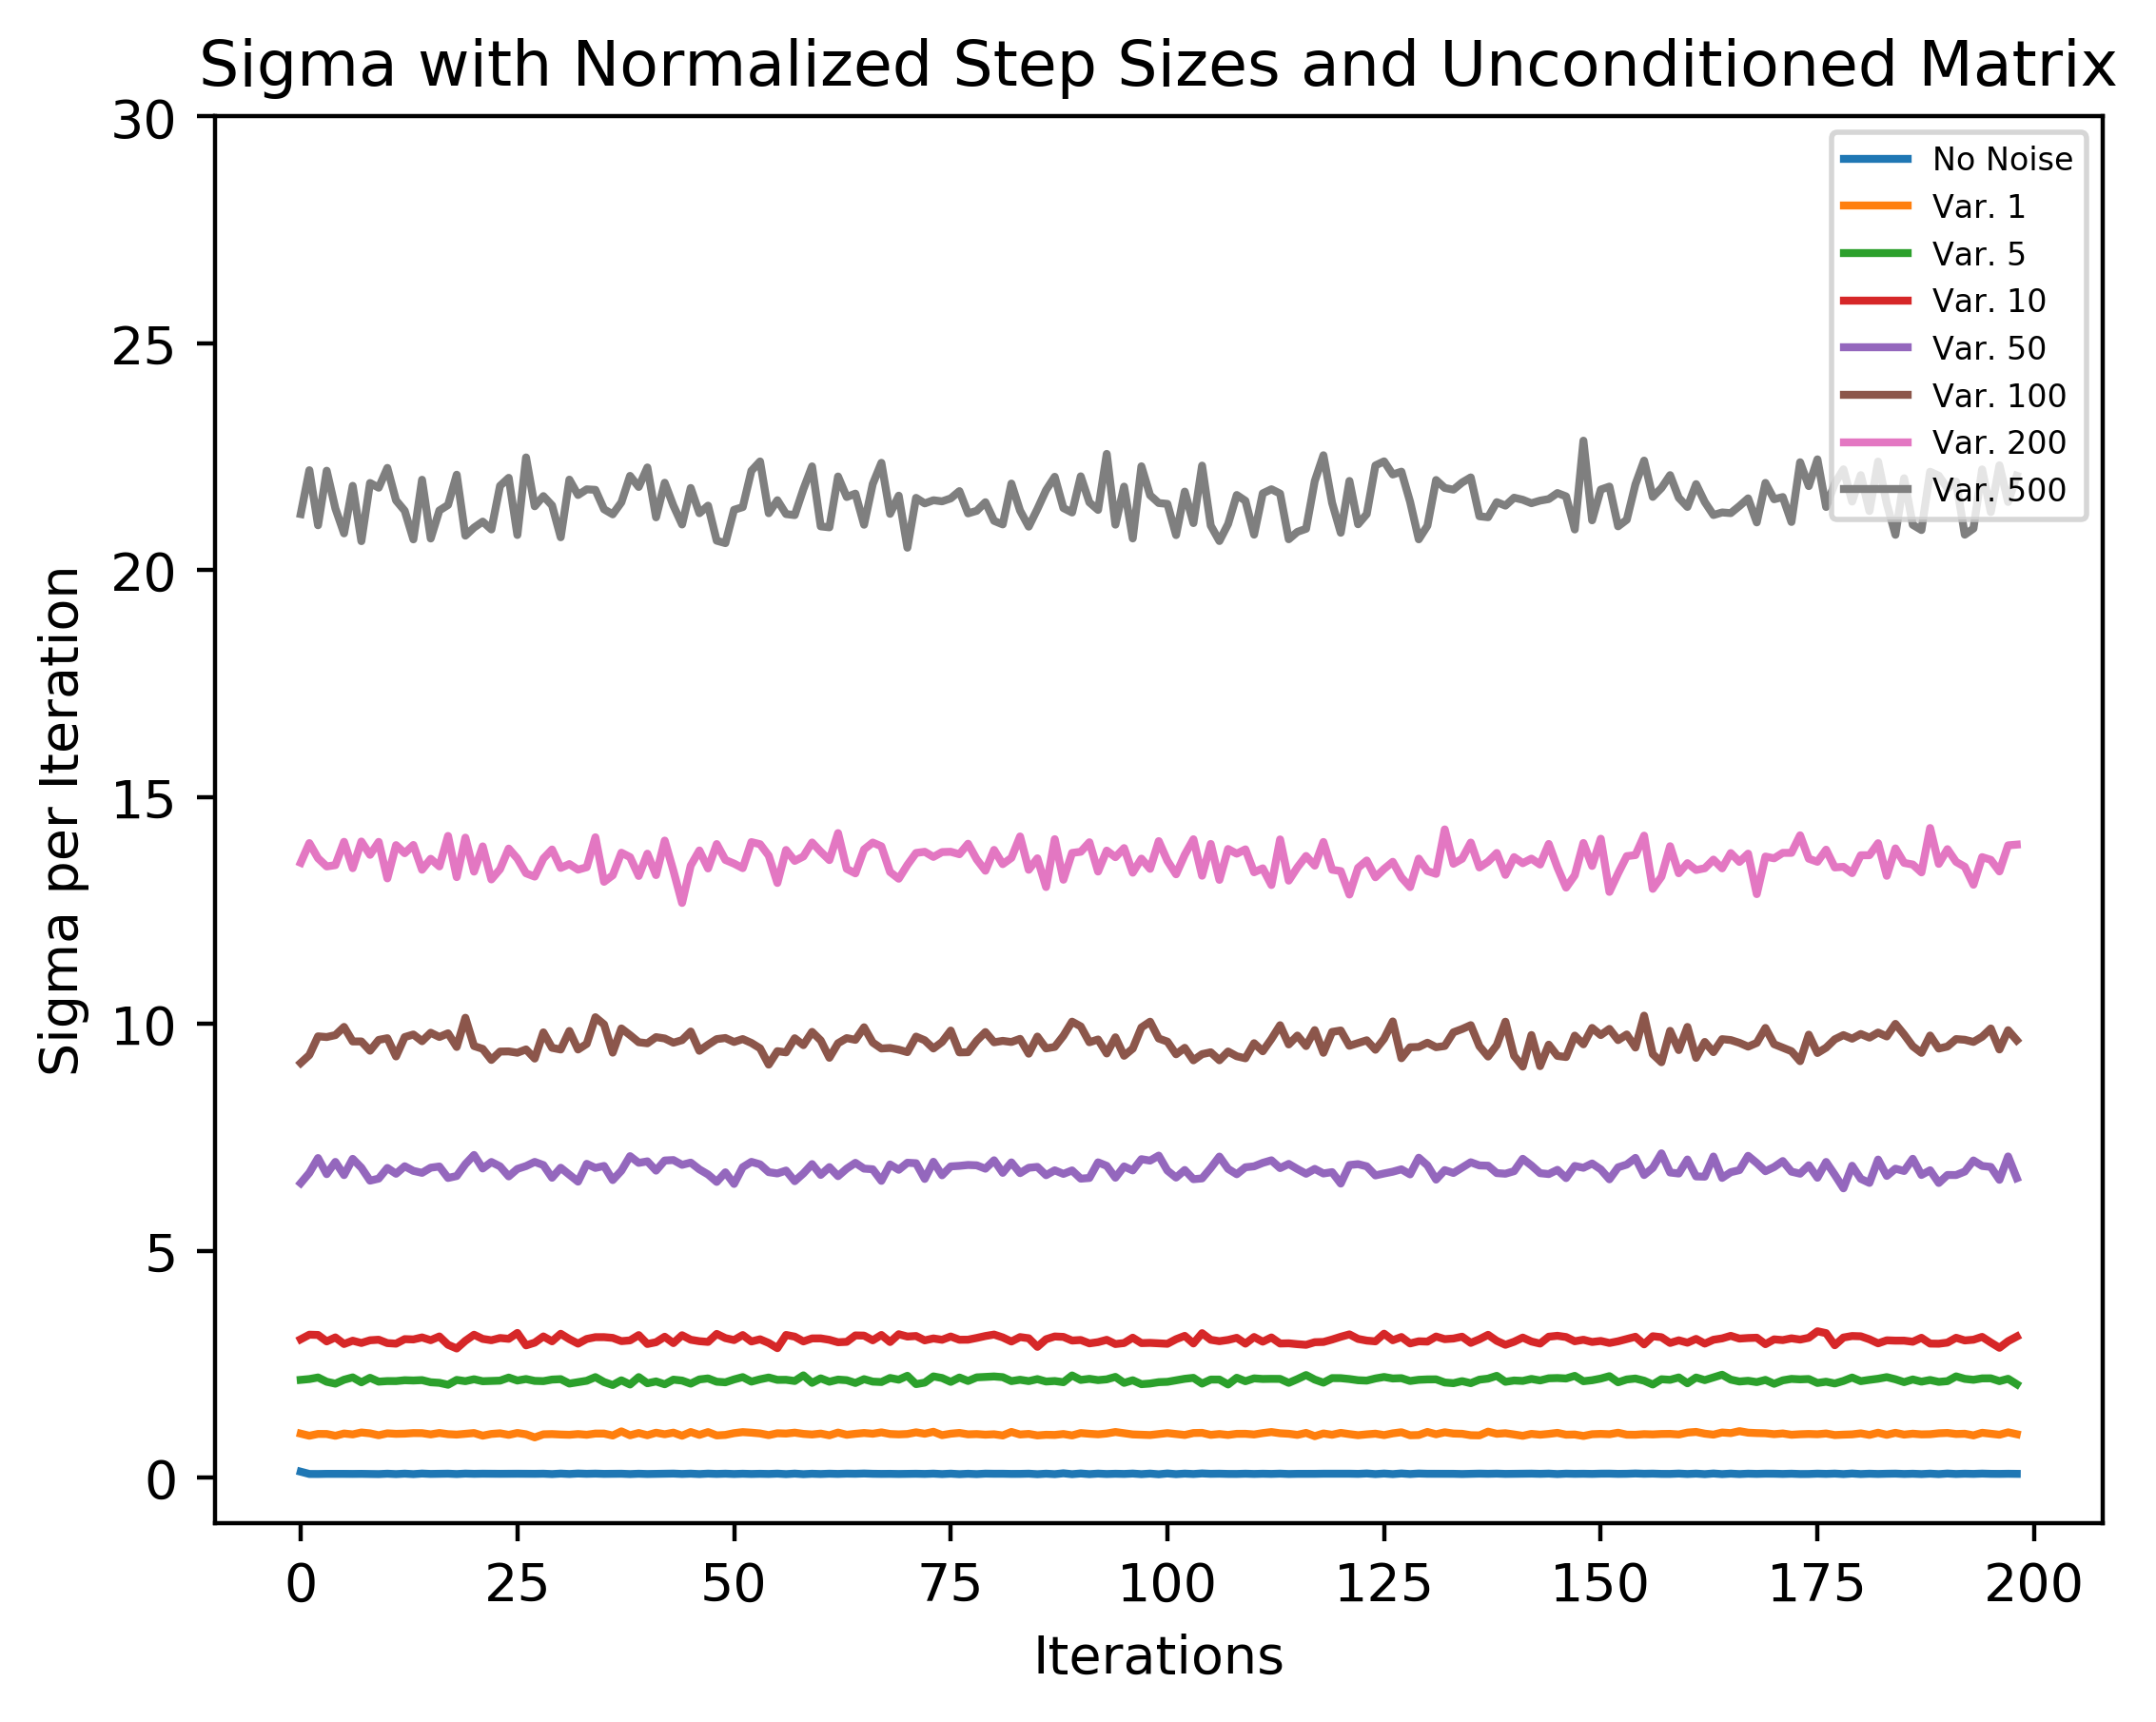 Sigma with Normalized Step Sizes and Unconditioned Matrix
30
25
20
15
10
5
0
Sigma per Iteration
No Noise
Var. 1
Var. 5
Var. 10
Var. 50
Var. 100
Var. 200
Var. 500
0 25 50 75 100 125 150 175 200
Iterations